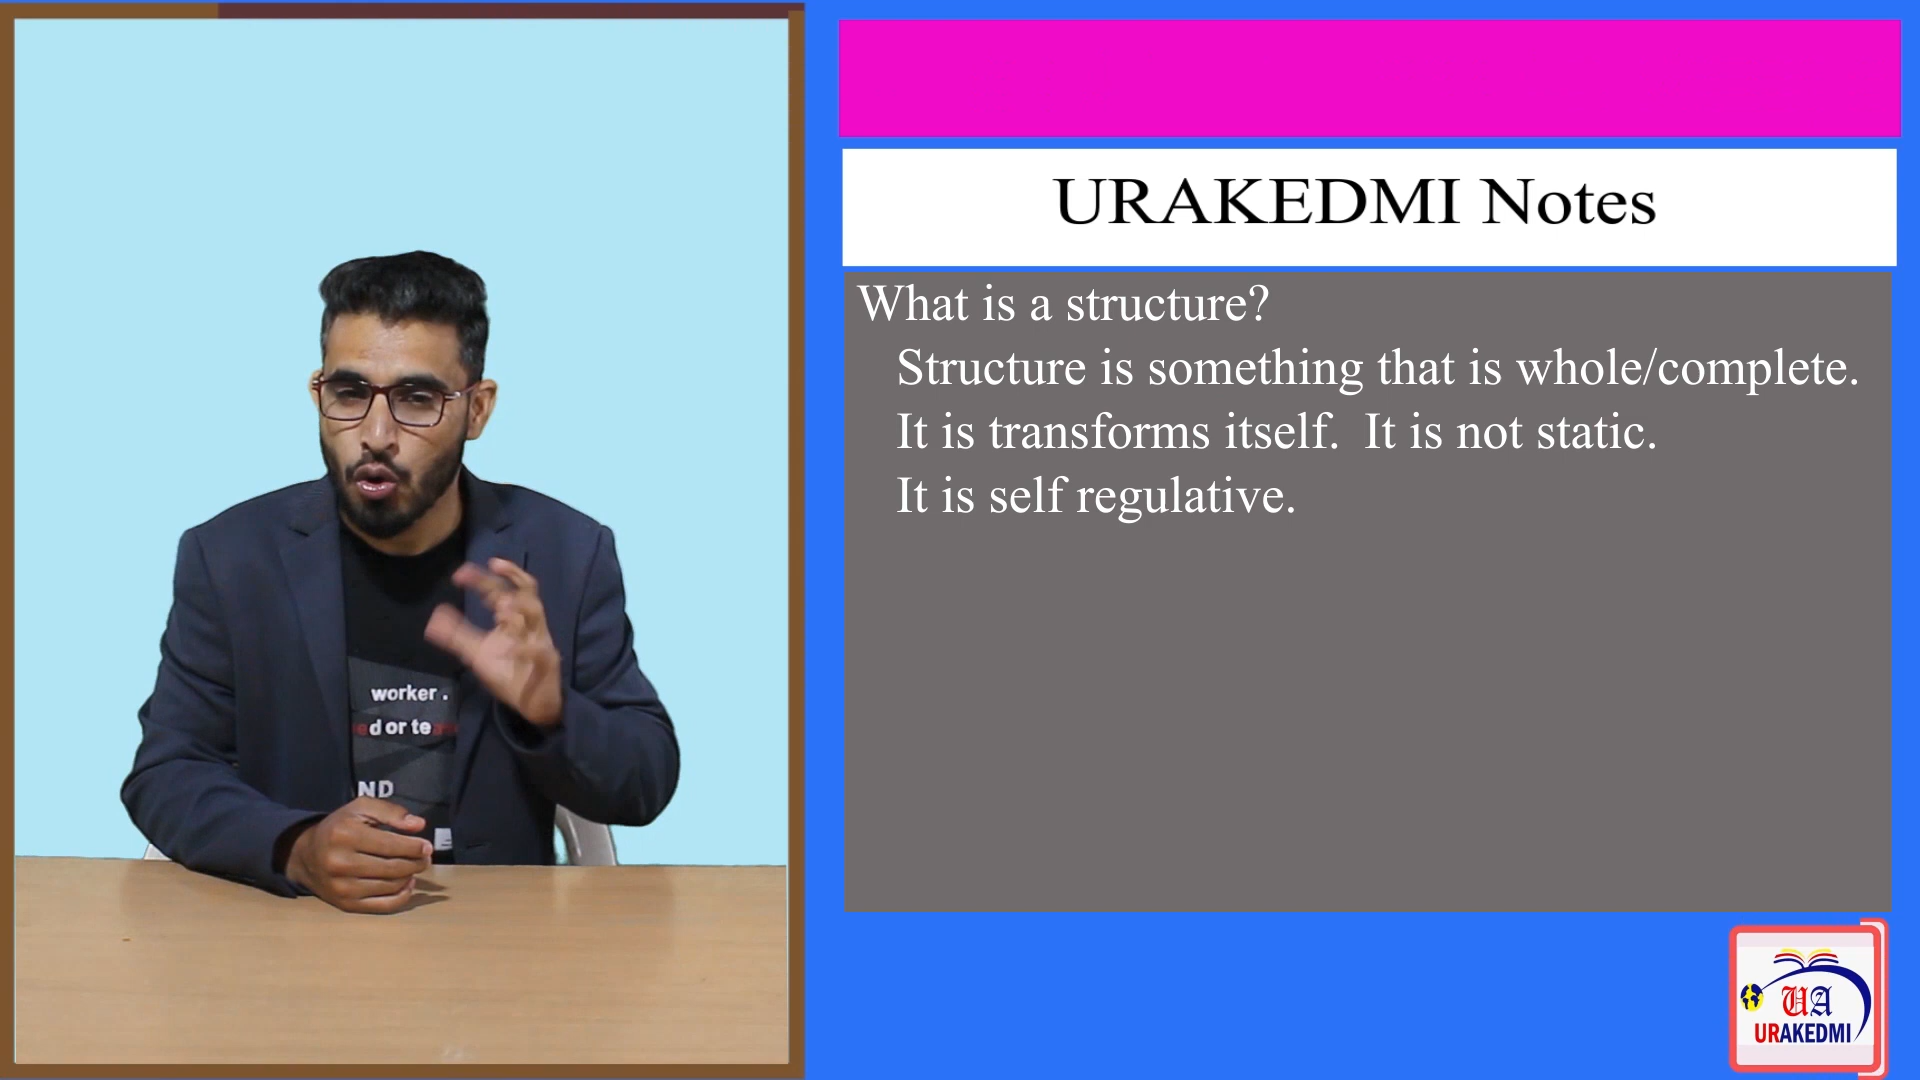 URAKEDMI Notes
What is a structure?
Structure is something that is whole/complete.
It is transforms itself. It is not static.
It is self regulative.
worker .
d or te
ND
UA
URAKEDMI